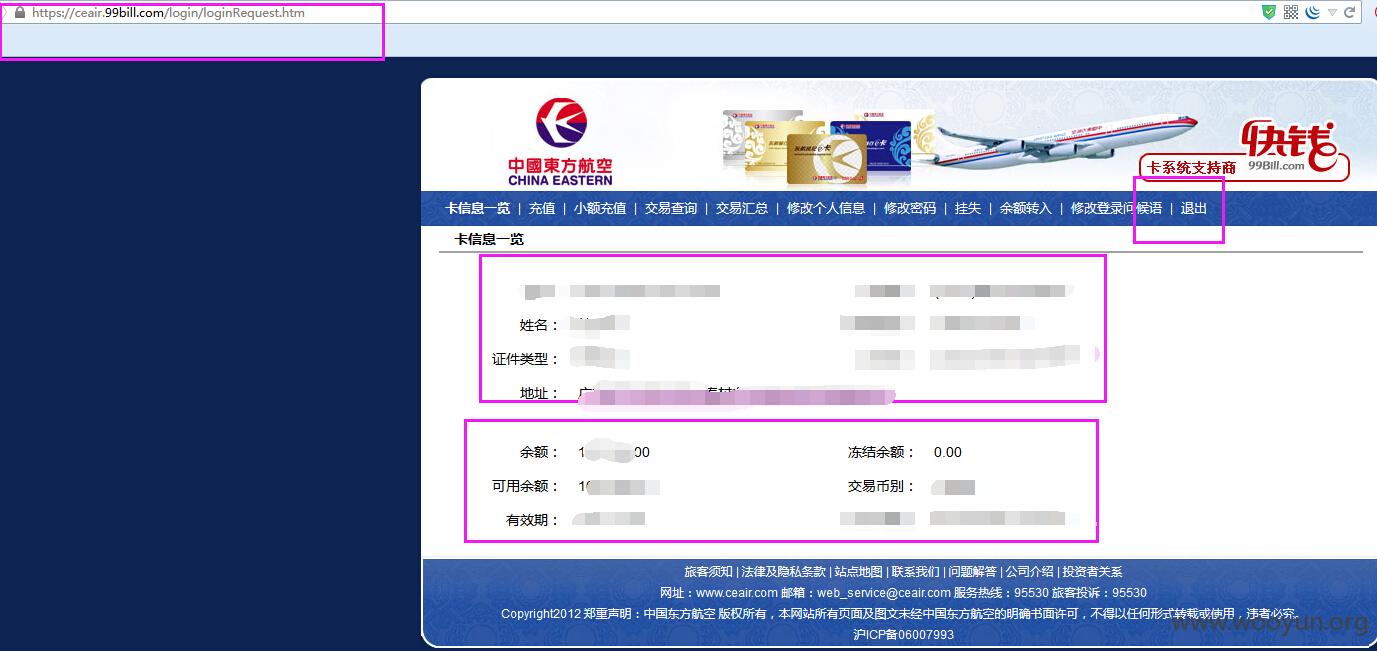 https://ceair.99bill.com/login/loginRequest.htm
中國東方航空
CHINA EASTERN
快钱
99Bill.com
卡系统支持商
卡信息一览 | 充值 | 小额充值 | 交易查询 | 交易汇总 | 修改个人信息 | 修改密码 | 挂失 | 余额转入 | 修改登录问候语 | 退出
卡信息一览
姓名：
证件类型：
地址：
余额： 1 00 冻结余额： 0.00
可用余额： 交易币别：
有效期：
旅客须知 | 法律及隐私条款 | 站点地图 | 联系我们 | 问题解答 | 公司介绍 | 投资者关系
网址：www.ceair.com 邮箱：web_service@ceair.com 服务热线：95530 旅客投诉：95530
Copyright2012 郑重声明：中国东方航空 版权所有，本网站所有页面及图文未经中国东方航空的明确书面许可，不得以任何形式转载或使用，违者必究。
沪ICP备06007993
www.wooyun.org